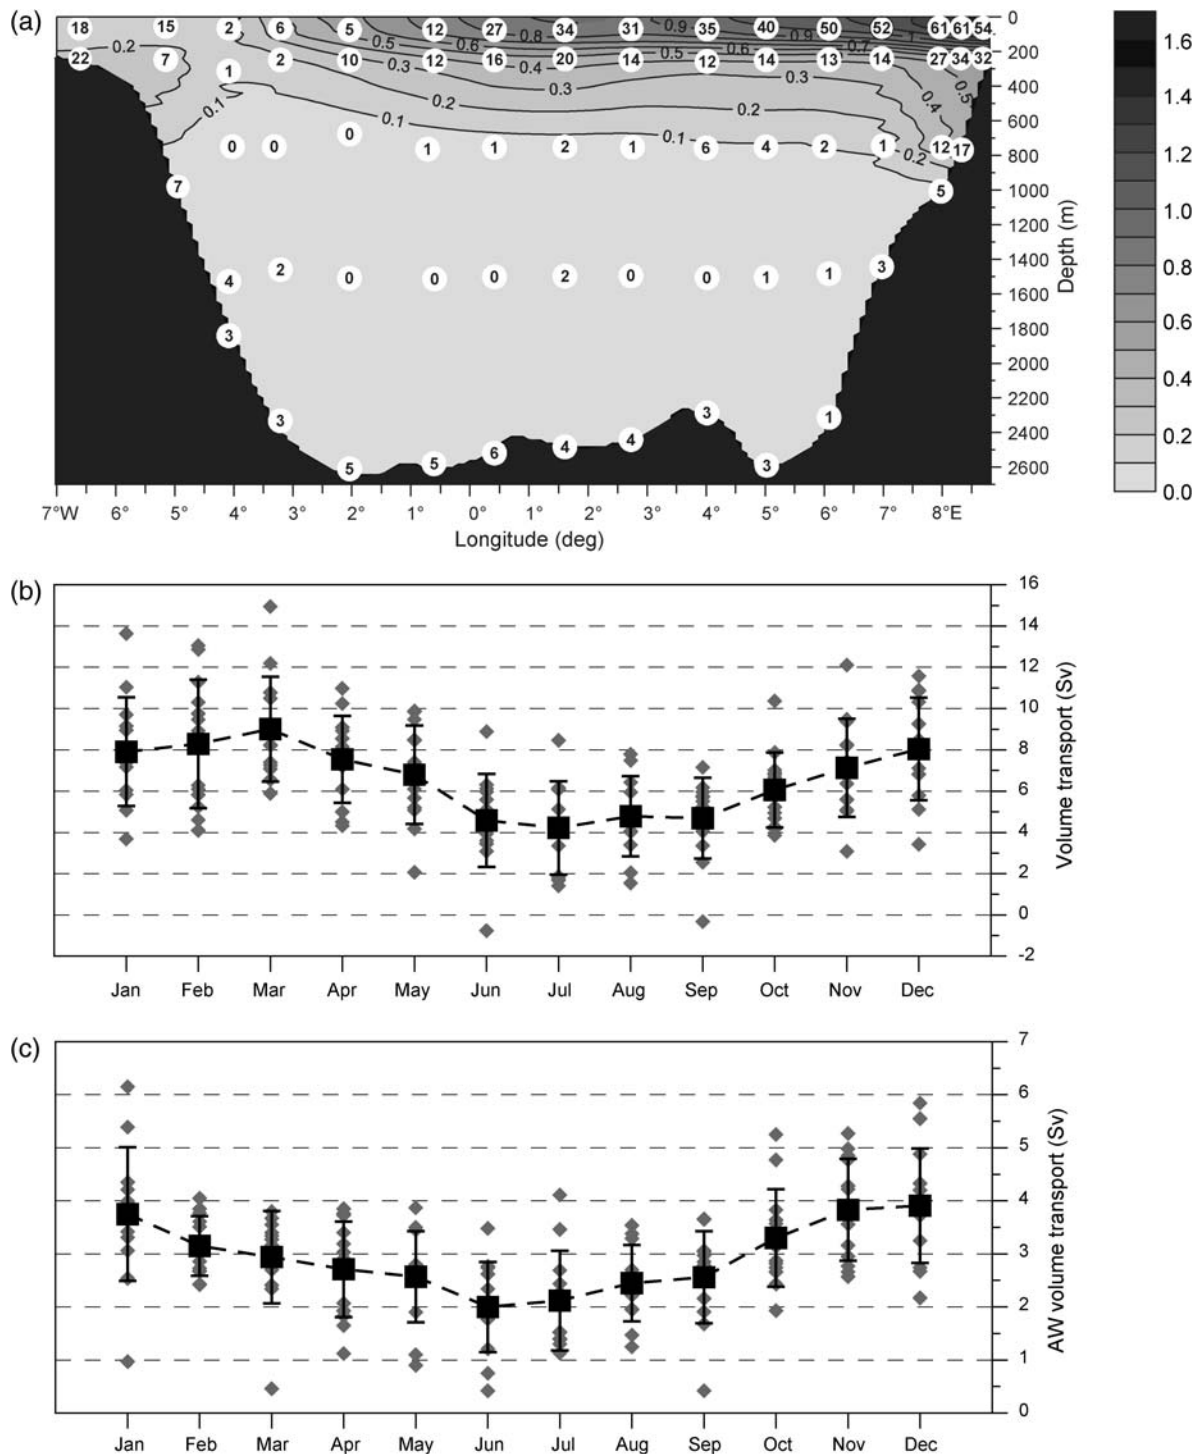 (a)
18 15 2 6 5 12 27 34 31 35 40 50 52 61 61 54 0
0.5 0.6 0.8 0.9 0.9 1
0.2 0.5 0.6 0.7
22 7 1 2 10 12 16 20 14 12 14 13 14 27 34 32 200
0.3 0.4 0.3 0.3 0.4 0.5 400
0.1 0.2 0.2
0.1 0.1 600
0 0 0 1 1 2 1 6 4 2 1 0.2 12 17 800
7 5 1000
1200
4 2 0 0 0 2 0 0 1 1 3 1400
1600
3 1800
2000
3 3 1 2200
5 5 6 4 4 3 2400
2600
Depth (m)
7°W 6° 5° 4° 3° 2° 1° 0° 1° 2° 3° 4° 5° 6° 7° 8°E
Longitude (deg)
1.6
1.4
1.2
1.0
0.8
0.6
0.4
0.2
0.0
(b)
16
14
12
10
8
6
4
2
0
-2
Volume transport (Sv)
Jan Feb Mar Apr May Jun Jul Aug Sep Oct Nov Dec
(c)
7
6
5
4
3
2
1
0
AW volume transport (Sv)
Jan Feb Mar Apr May Jun Jul Aug Sep Oct Nov Dec